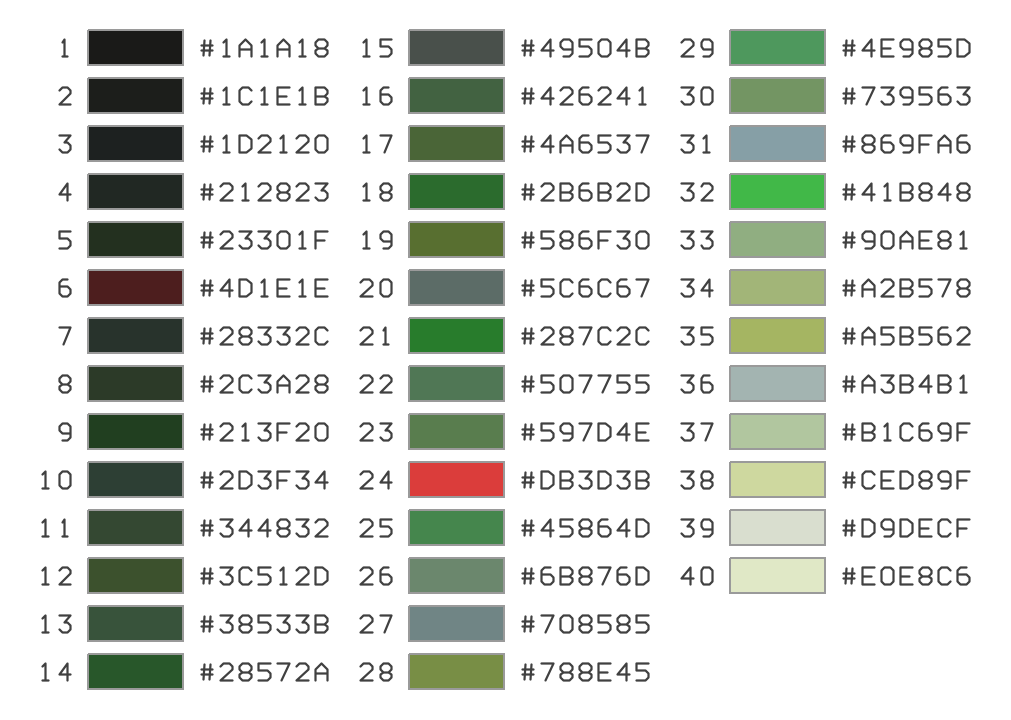 1 #1A1A18
2 #1C1E1B
3 #1D2120
4 #212823
5 #23301F
6 #4D1E1E
7 #28332C
8 #2C3A28
9 #213F20
10 #2D3F34
11 #344832
12 #3C512D
13 #38533B
14 #28572A
15 #49504B
16 #426241
17 #4A6537
18 #2B6B2D
19 #586F30
20 #5C6C67
21 #287C2C
22 #507755
23 #597D4E
24 #DB3D3B
25 #45864D
26 #6B876D
27 #708585
28 #788E45
29 #4E985D
30 #739563
31 #869FA6
32 #41B848
33 #90AE81
34 #A2B578
35 #A5B562
36 #A3B4B1
37 #B1C69F
38 #CED89F
39 #D9DECF
40 #E0E8C6